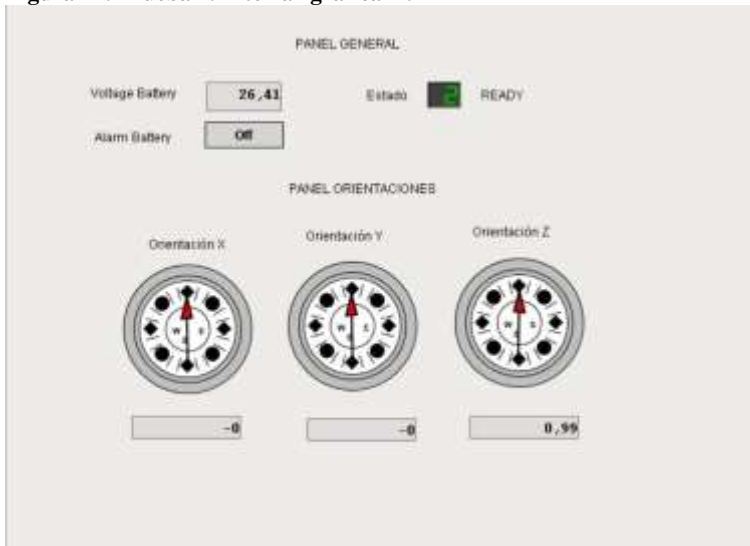 PANEL GENERAL
Voltage Battery 26,41 Estado 2 READY
Alarm Battery Off
PANEL ORIENTACIONES
Orientación X Orientación Y Orientación Z
-0 -0 0,99